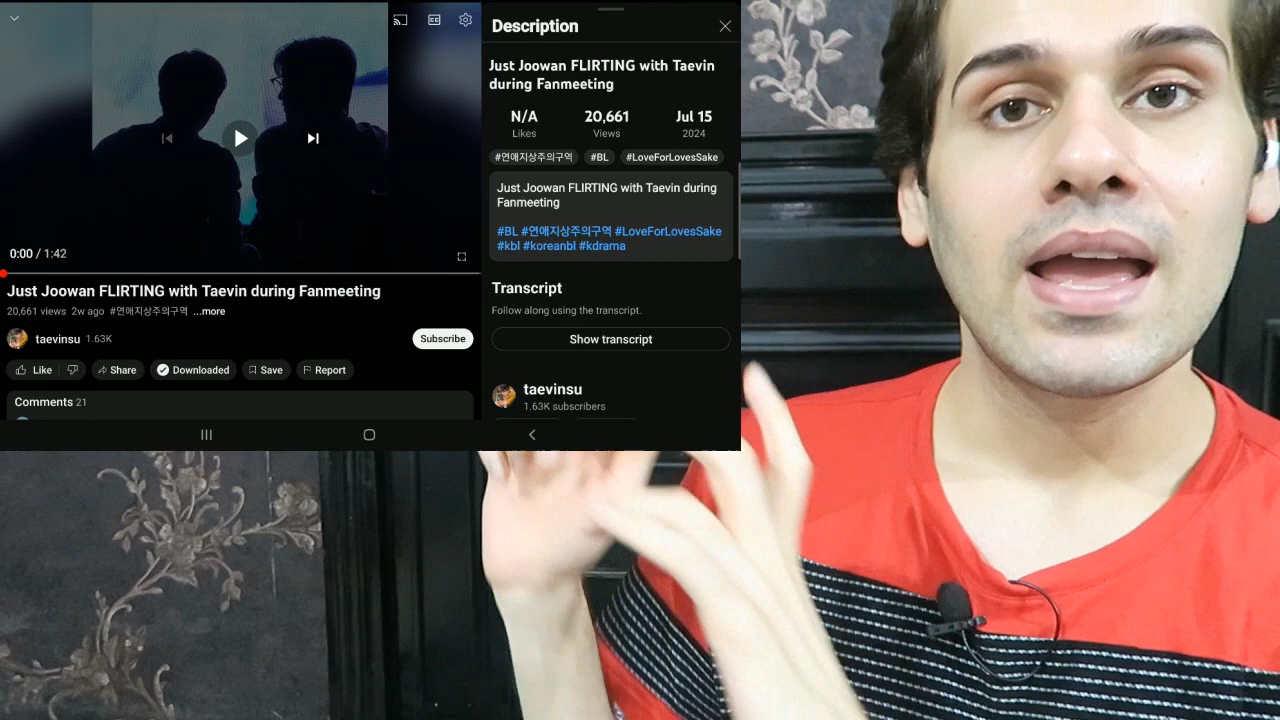 0:00 / 1:42
Just Joowan FLIRTING with Taevin during Fanmeeting
20,661 views 2w ago #연애지상주의구역 ...more
taevinsu 1.63K
Subscribe
Like
Share
Downloaded
Save
Report
Comments 21
Description
Just Joowan FLIRTING with Taevin
during Fanmeeting
N/A
Likes
20,661
Views
Jul 15
2024
#연애지상주의구역
#BL
#LoveForLovesSake
Just Joowan FLIRTING with Taevin during
Fanmeeting
#BL #연애지상주의구역 #LoveForLovesSake
#kbl #koreanbl #kdrama
Transcript
Follow along using the transcript.
Show transcript
taevinsu
1.63K subscribers